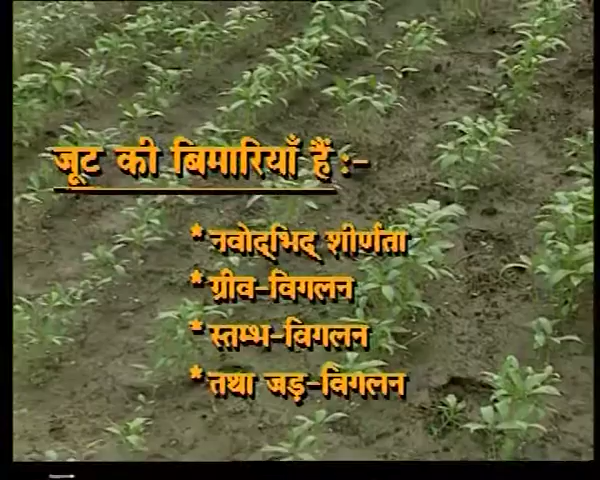 जूट की बिमारियाँ हैं :-
* नवोद्भिद् शीर्णता
* ग्रीव-विगलन
* स्तम्भ-विगलन
* तथा जड़-विगलन